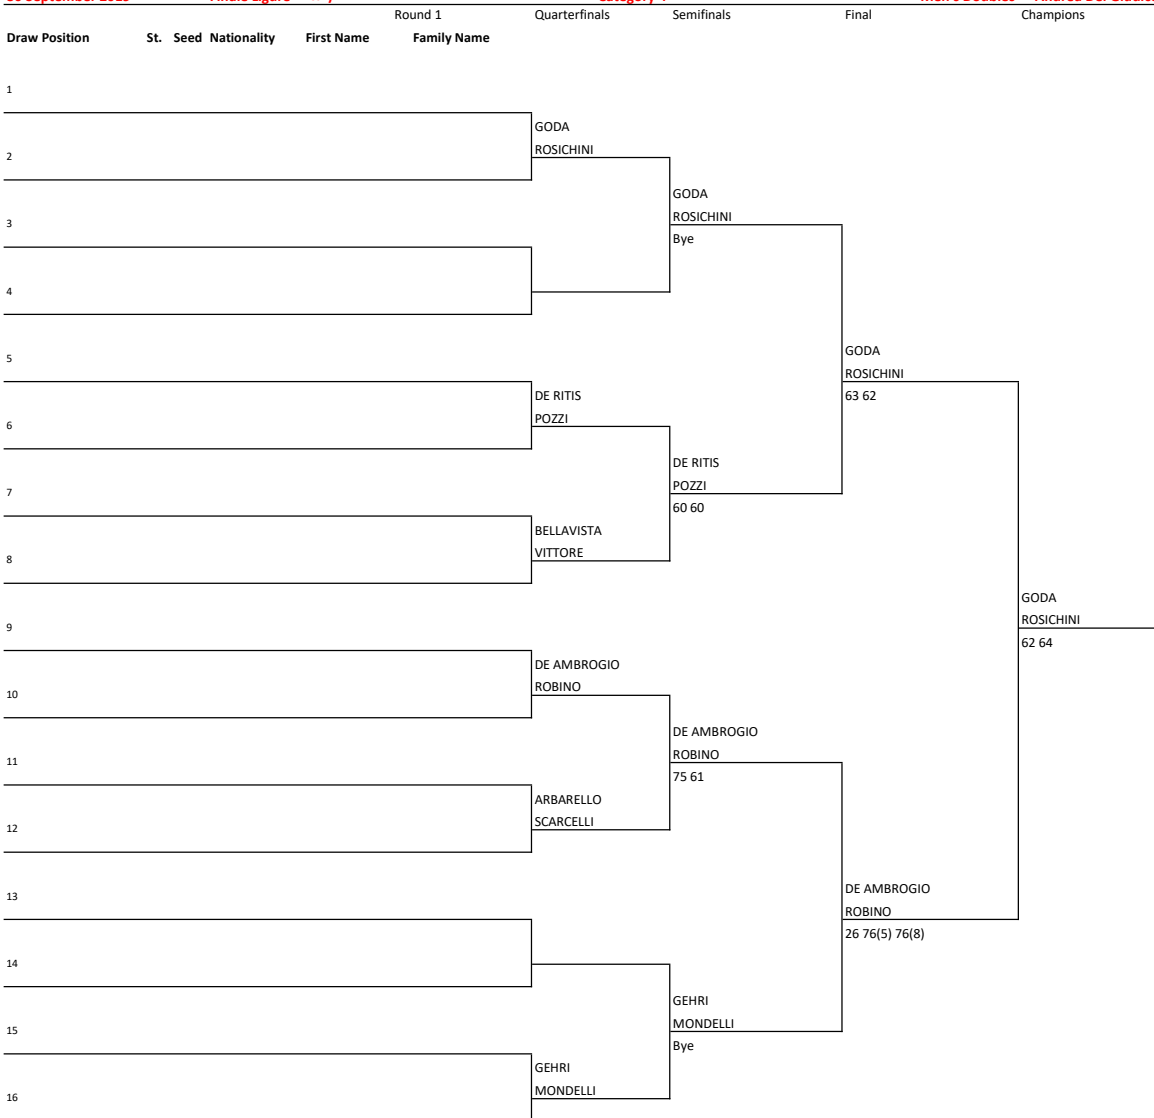 Round 1 Quarterfinals Semifinals Final Champions
Draw Position St. Seed Nationality First Name Family Name
1
GODA
2 ROSICHINI
GODA
3 ROSICHINI
Bye
4
5 GODA
ROSICHINI
DE RITIS 63 62
6 POZZI
DE RITIS
7 POZZI
60 60
BELLAVISTA
8 VITTORE
GODA
9 ROSICHINI
62 64
DE AMBROGIO
10 ROBINO
DE AMBROGIO
11 ROBINO
75 61
ARBARELLO
12 SCARCELLI
13 DE AMBROGIO
ROBINO
26 76(5) 76(8)
14
GEHRI
15 MONDELLI
Bye
GEHRI
16 MONDELLI